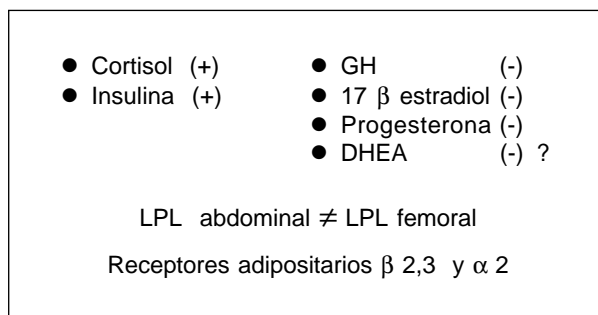 ● Cortisol (+) ● GH (-)
● Insulina (+) ● 17 β estradiol (-)
● Progesterona (-)
● DHEA (-) ?
LPL abdominal ≠ LPL femoral
Receptores adipositarios β 2,3 y α 2